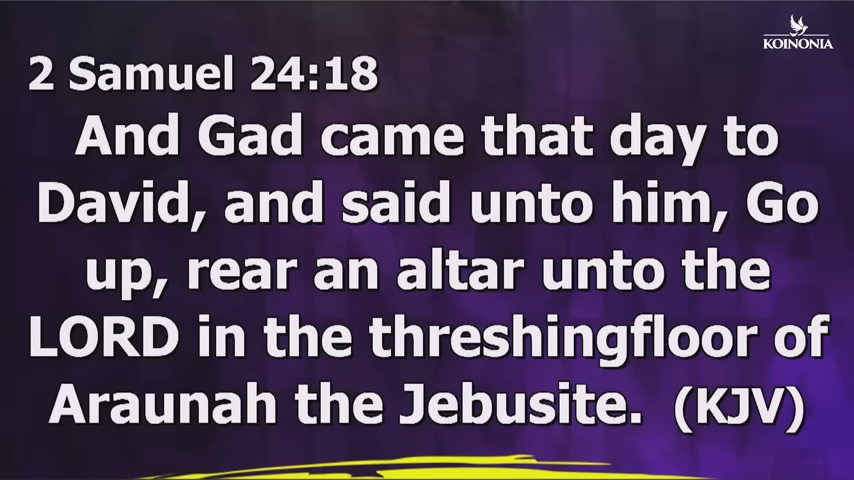 KOINONIA
2 Samuel 24:18
And Gad came that day to
David, and said unto him, Go
up, rear an altar unto the
LORD in the threshingfloor of
Araunah the Jebusite. (KJV)